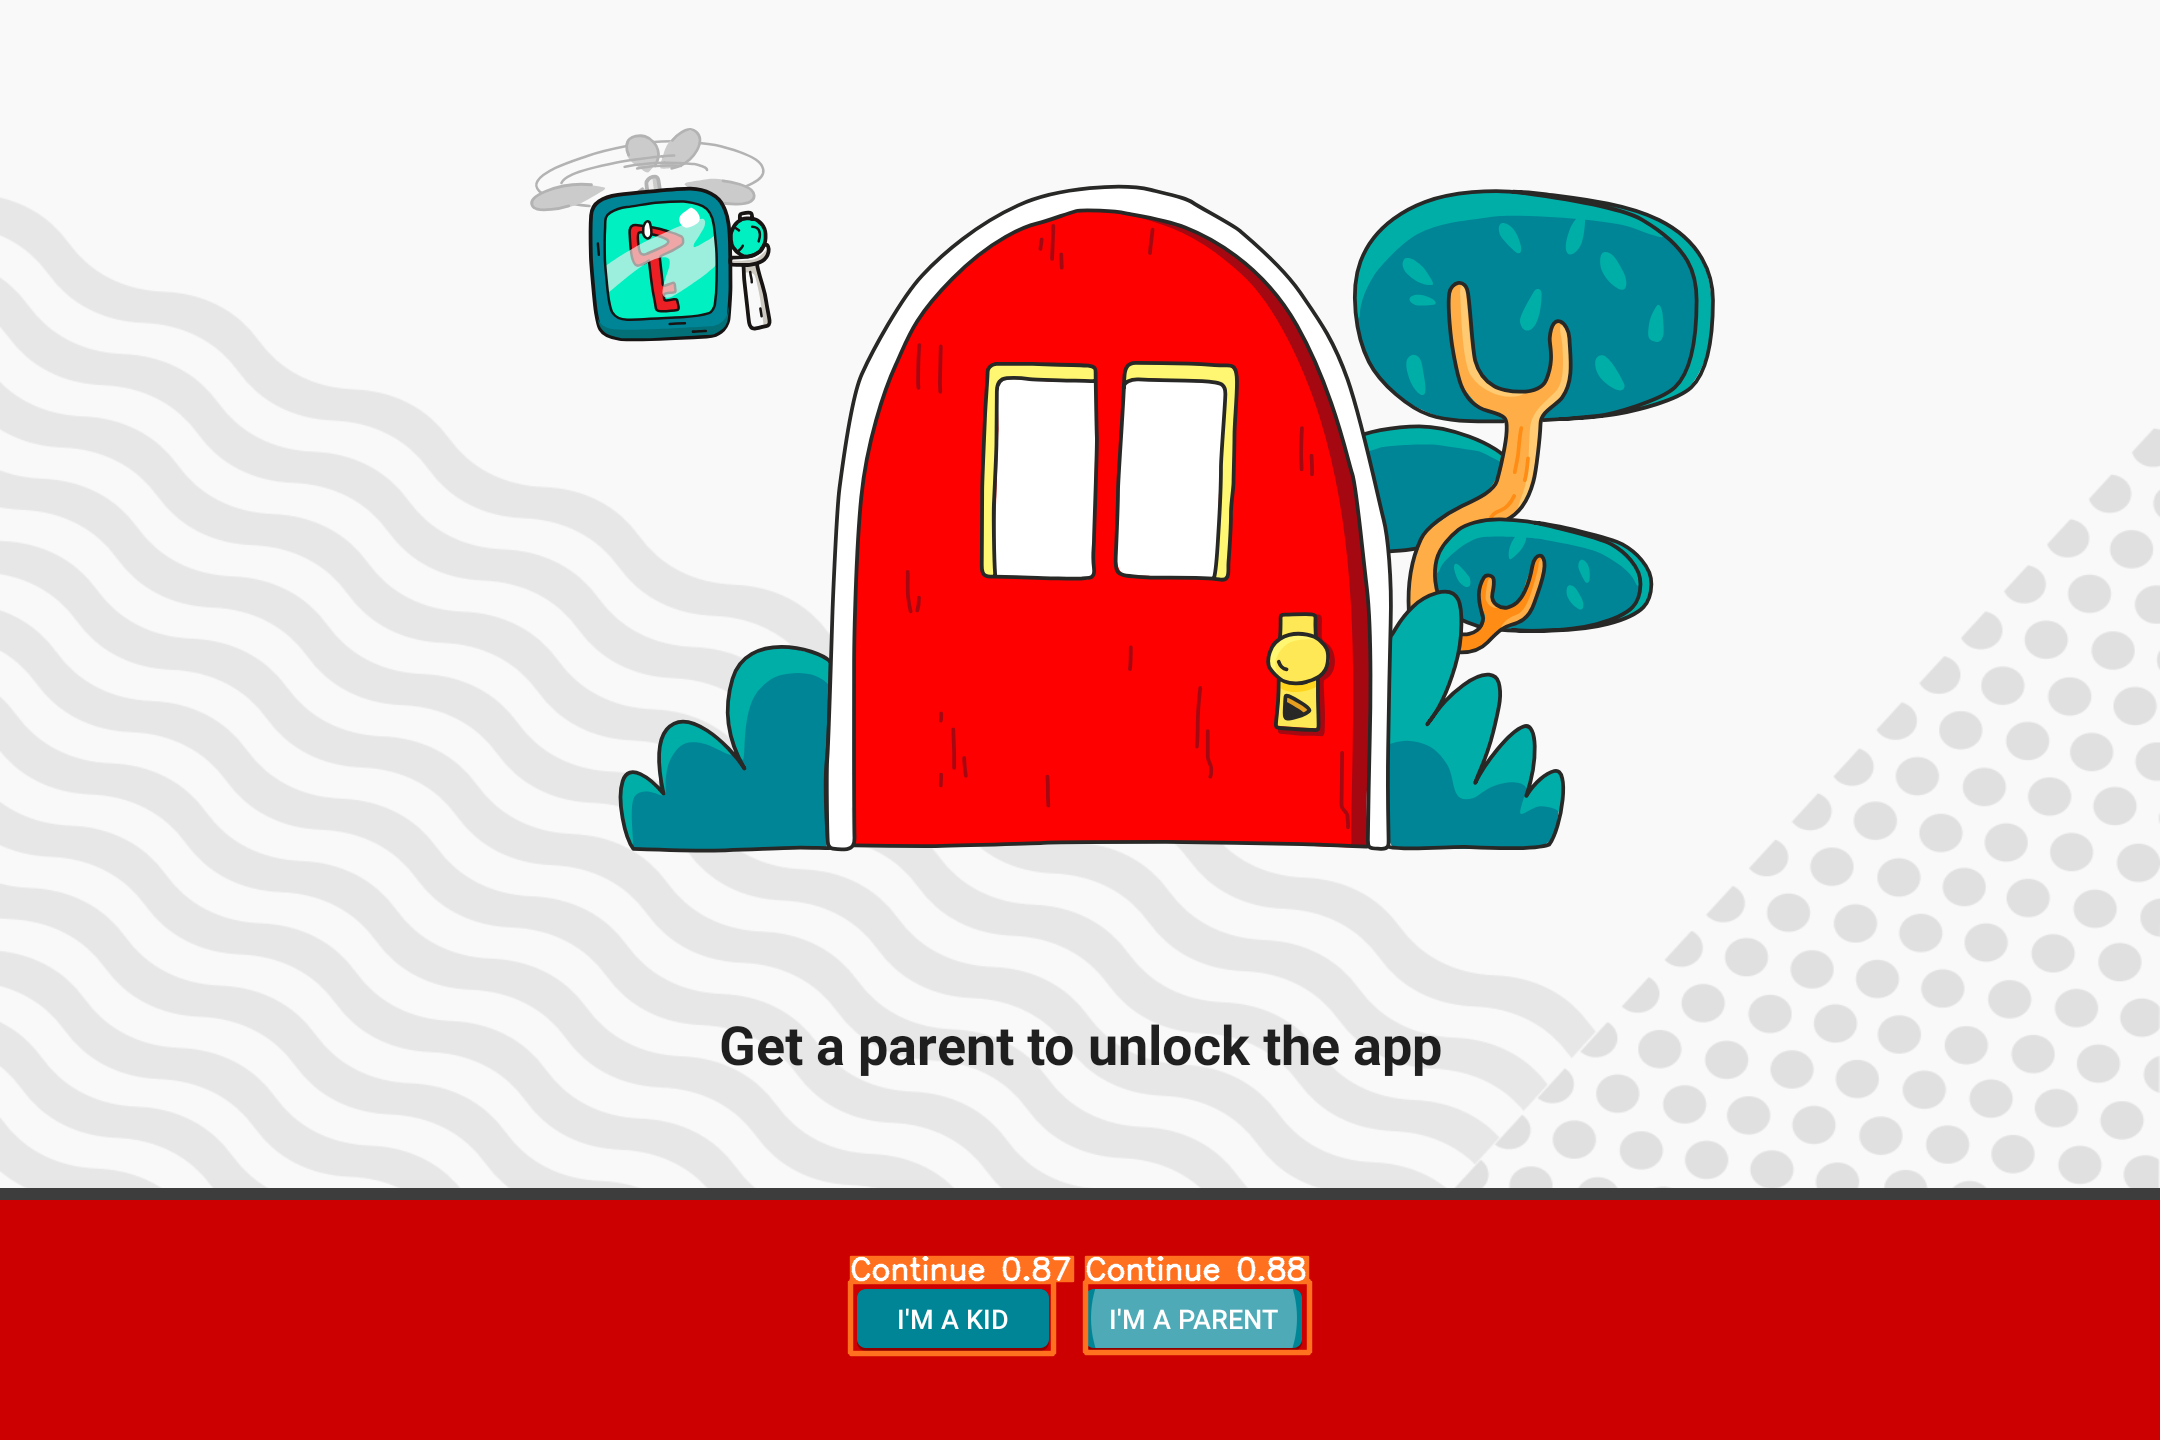 Get a parent to unlock the app
Continue 0.87 Continue 0.88
I'M A KID I'M A PARENT